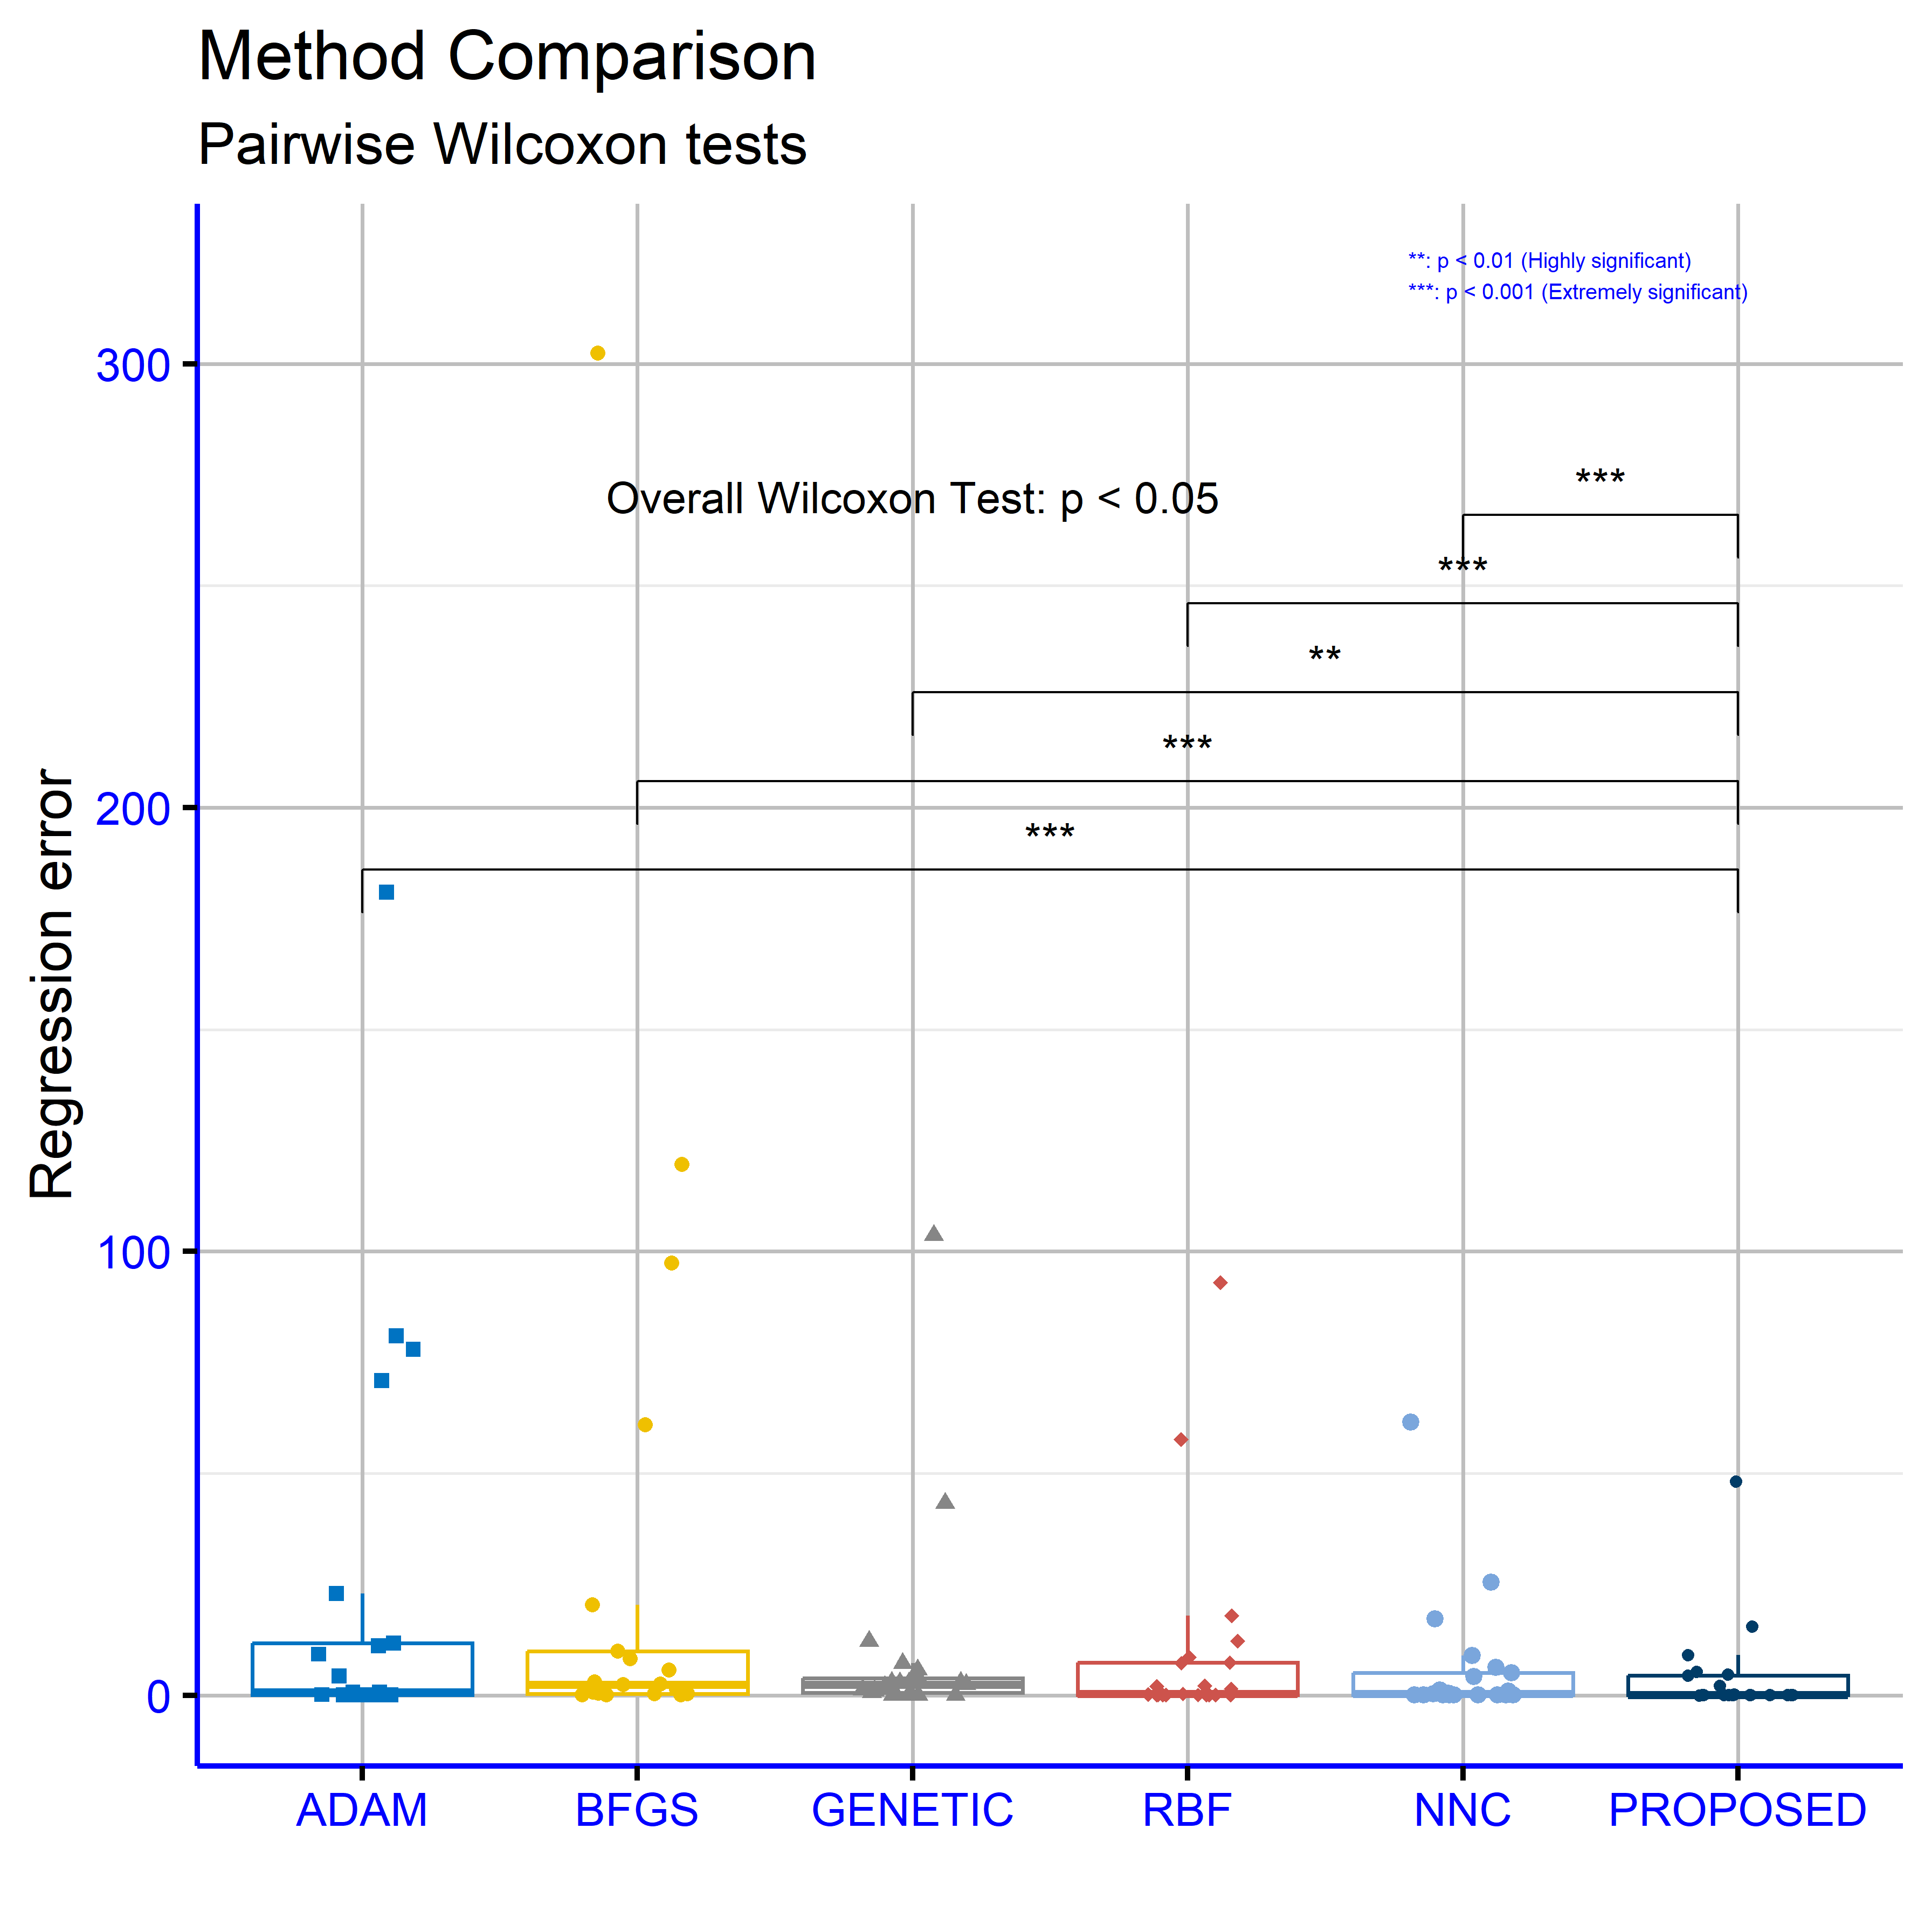 Method Comparison
Pairwise Wilcoxon tests
**: p < 0.01 (Highly significant)
***: p < 0.001 (Extremely significant)
300
Overall Wilcoxon Test: p < 0.05
***
***
**
***
200
***
Regression error
100
0
ADAM BFGS GENETIC RBF NNC PROPOSED